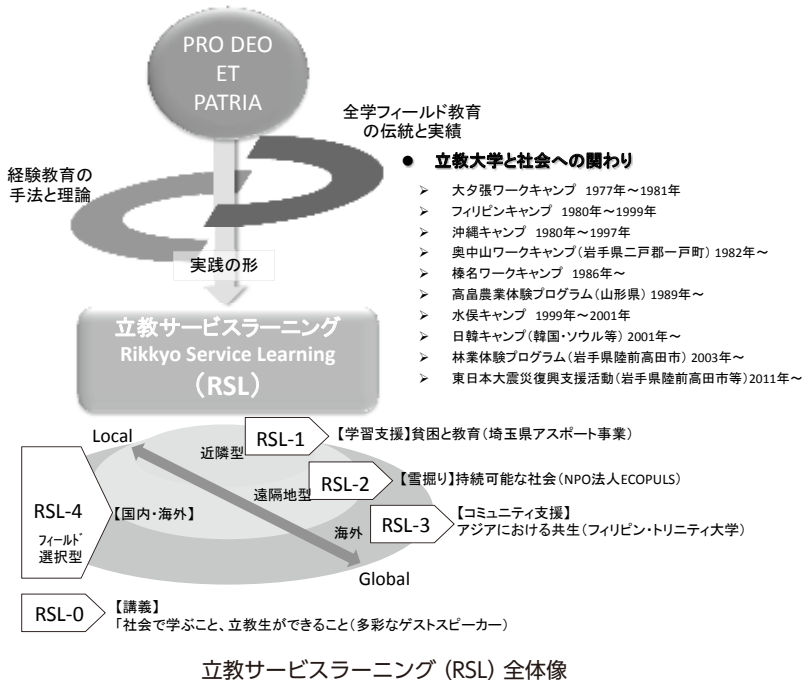 PRO DEO
ET
PATRIA
全学フィールド教育
の伝統と実績
経験教育の
手法と理論
実践の形
立教サービスラーニング
Rikkyo Service Learning
（RSL）
● 立教大学と社会への関わり
➢ 大夕張ワークキャンプ 1977年～1981年
➢ フィリピンキャンプ 1980年～1999年
➢ 沖縄キャンプ 1980年～1997年
➢ 奥中山ワークキャンプ（岩手県二戸郡一戸町） 1982年～
➢ 榛名ワークキャンプ 1986年～
➢ 高畠農業体験プログラム（山形県） 1989年～
➢ 水俣キャンプ 1999年～2001年
➢ 日韓キャンプ（韓国・ソウル等） 2001年～
➢ 林業体験プログラム（岩手県陸前高田市） 2003年～
➢ 東日本大震災復興支援活動（岩手県陸前高田市等）2011年～
Local
近隣型
RSL-1
【学習支援】貧困と教育（埼玉県アスポート事業）
遠隔地型
RSL-2
【雪掘り】持続可能な社会（NPO法人ECOPULS）
海外
RSL-3
【コミュニティ支援】
アジアにおける共生（フィリピン・トリニティ大学）
Global
RSL-4
フィールド
選択型
【国内・海外】
RSL-0
【講義】
「社会で学ぶこと、立教生ができること（多彩なゲストスピーカー）
立教サービスラーニング（RSL）全体像